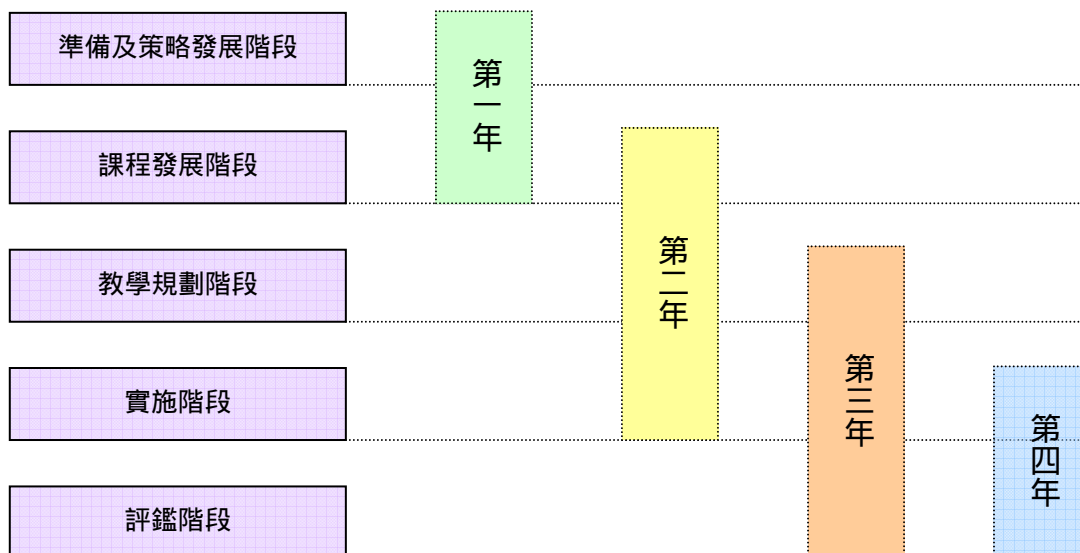 準備及策略發展階段
第一年
課程發展階段
第二年
教學規劃階段
第三年
實施階段
第四年
評鑑階段